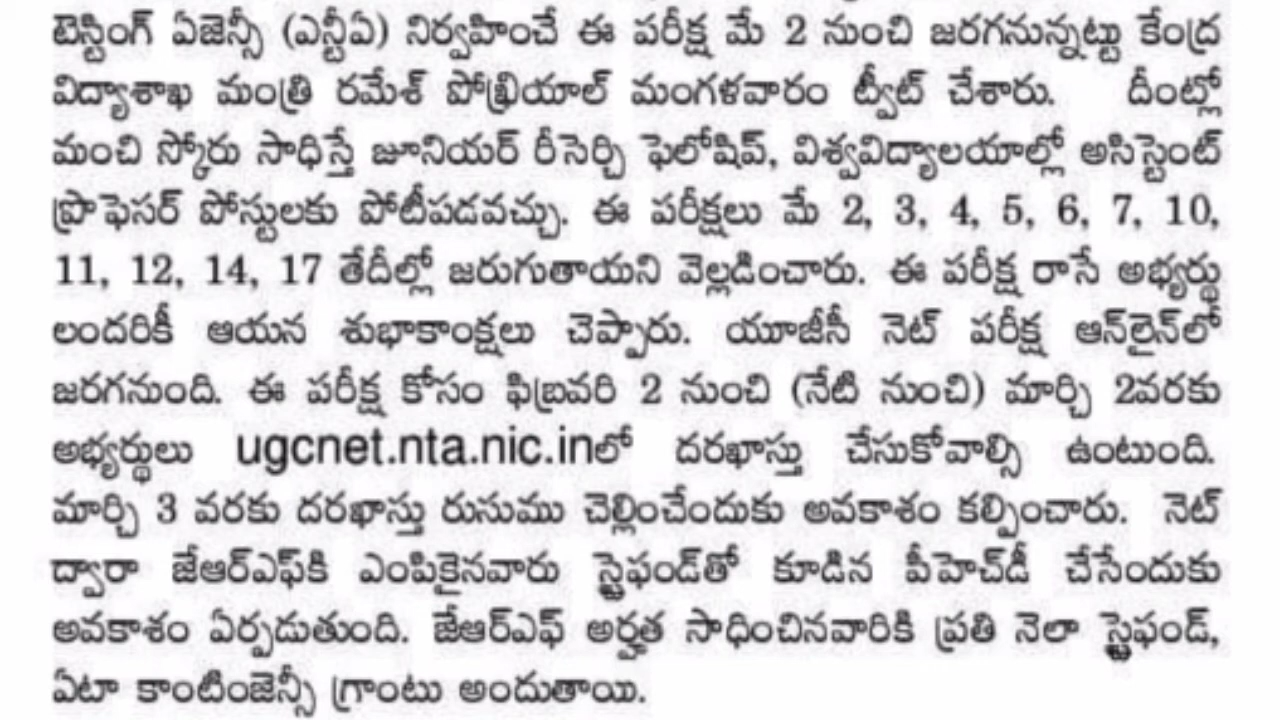 టెస్టింగ్ ఏజెన్సీ (ఎన్టీఏ) నిర్వహించే ఈ పరీక్ష మే 2 నుంచి జరగనున్నట్టు కేంద్ర
విద్యాశాఖ మంత్రి రమేశ్ పోఖ్రియాల్ మంగళవారం ట్వీట్ చేశారు. దీంట్లో
మంచి స్కోరు సాధిస్తే జూనియర్ రీసెర్చి ఫెలోషిప్, విశ్వవిద్యాలయాల్లో అసిస్టెంట్
ప్రొఫెసర్ పోస్టులకు పోటీపడవచ్చు. ఈ పరీక్షలు మే 2, 3, 4, 5, 6, 7, 10,
11, 12, 14, 17 తేదీల్లో జరుగుతాయని వెల్లడించారు. ఈ పరీక్ష రాసే అభ్యర్థు
లందరికీ ఆయన శుభాకాంక్షలు చెప్పారు. యూజీసీ నెట్ పరీక్ష ఆన్‌లైన్‌లో
జరగనుంది. ఈ పరీక్ష కోసం ఫిబ్రవరి 2 నుంచి (నేటి నుంచి) మార్చి 2వరకు
అభ్యర్థులు ugcnet.nta.nic.inలో దరఖాస్తు చేసుకోవాల్సి ఉంటుంది.
మార్చి 3 వరకు దరఖాస్తు రుసుము చెల్లించేందుకు అవకాశం కల్పించారు. నెట్
ద్వారా జేఆర్ఎఫ్‌కి ఎంపికైనవారు స్టైఫండ్‌తో కూడిన పీహెచ్‌డీ చేసేందుకు
అవకాశం ఏర్పడుతుంది. జేఆర్ఎఫ్ అర్హత సాధించినవారికి ప్రతి నెలా స్టైఫండ్,
ఏటా కాంటింజెన్సీ గ్రాంటు అందుతాయి.